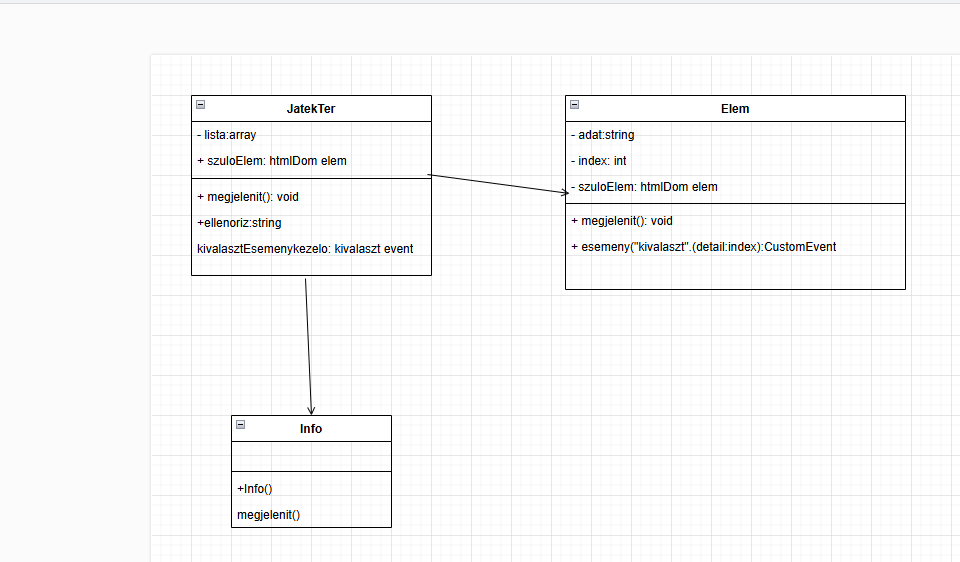 JatekTer
- lista:array
+ szuloElem: htmlDom elem
+ megjelenit(): void
+ellenoriz:string
kivalasztEsemenykezelo: kivalaszt event
Elem
- adat:string
- index: int
- szuloElem: htmlDom elem
+ megjelenit(): void
+ esemeny("kivalaszt".(detail:index):CustomEvent
Info
+Info()
megjelenit()